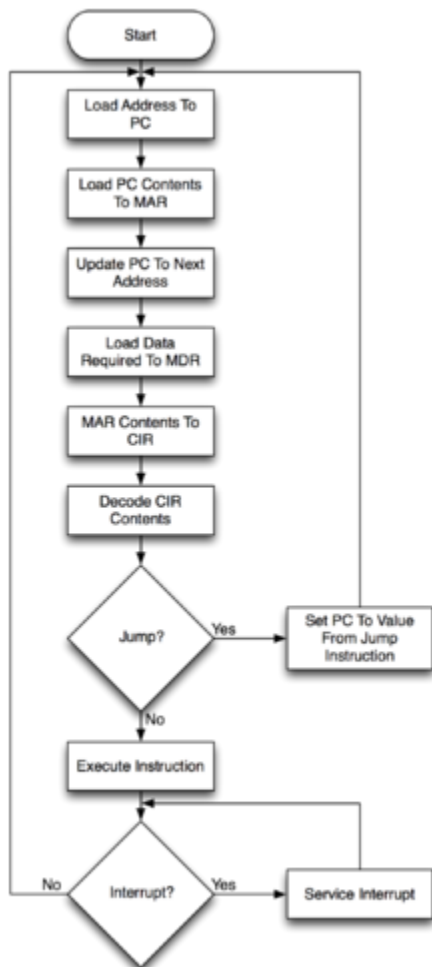 Start
Load Address To
PC
Load PC Contents
To MAR
Update PC To Next
Address
Load Data
Required To MDR
MAR Contents To
CIR
Decode CIR
Contents
Jump?
Yes
Set PC To Value
From Jump
Instruction
No
Execute Instruction
Interrupt?
No
Yes
Service Interrupt